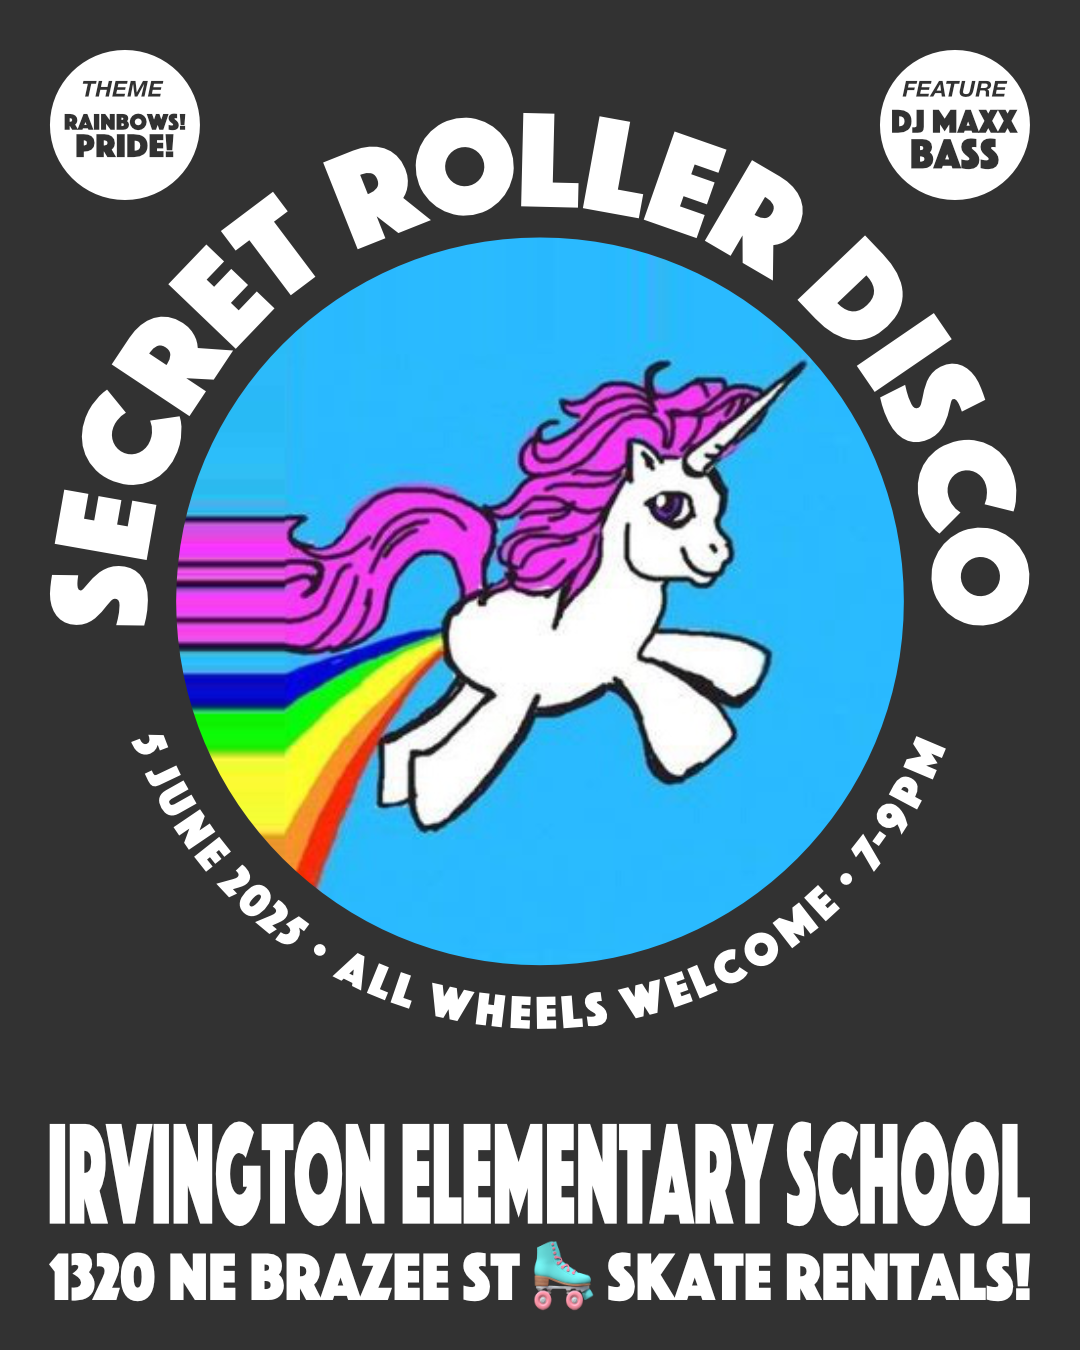 THEME
RAINBOWS!
PRIDE!
FEATURE
DJ MAXX
BASS
SECRET ROLLER DISCO
5 JUNE 2025 • ALL WHEELS WELCOME • 7-9PM
IRVINGTON ELEMENTARY SCHOOL
1320 NE BRAZEE ST 🛼 SKATE RENTALS!